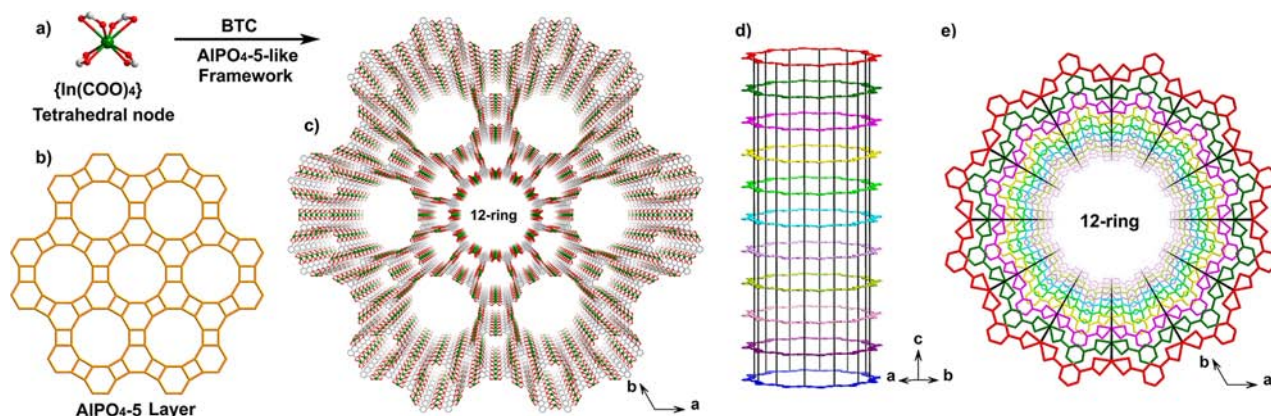 a)
{In(COO)₄}
Tetrahedral node
BTC
AlPO₄-5-like
Framework
b)
AlPO₄-5 Layer
c)
12-ring
b
a
d)
c
a
b
e)
12-ring
b
a